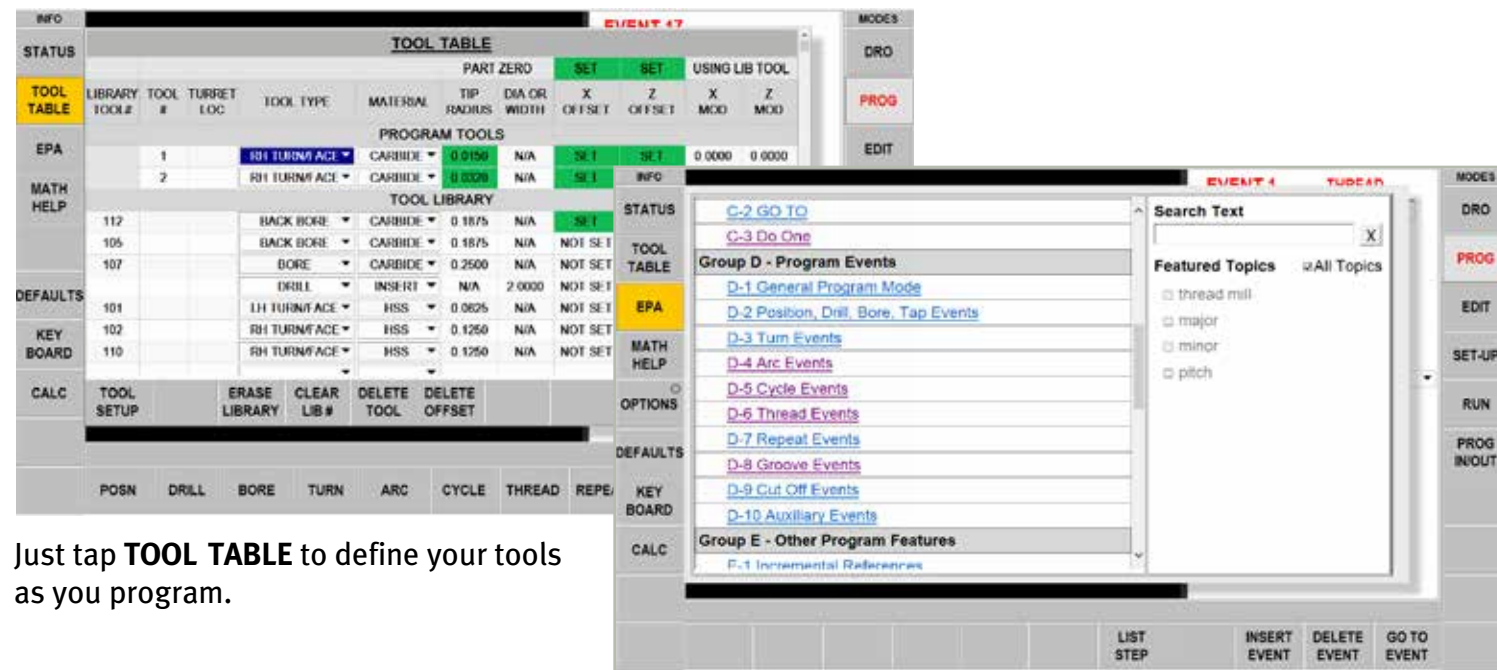 INFO
EVENT 17
MODES
STATUS
TOOL TABLE
DRO
PART ZERO SET SET USING LIB TOOL
TOOL TABLE
LIBRARY TOOL# TOOL # TURRET LOC TOOL TYPE MATERIAL TIP RADIUS DIA OR WIDTH X OFFSET Z OFFSET X MOD Z MOD
PROG
PROGRAM TOOLS
EPA
1 RH TURN/FACE CARBIDE 0.0150 N/A SET SET 0.0000 0.0000
EDIT
2 RH TURN/FACE CARBIDE 0.0320 N/A SET
MATH HELP
TOOL LIBRARY
112 BACK BORE CARBIDE 0.1875 N/A SET
105 BACK BORE CARBIDE 0.1875 N/A NOT SET
107 BORE CARBIDE 0.2500 N/A NOT SET
DRILL INSERT N/A 2.0000 NOT SET
DEFAULTS
101 LH TURN/FACE HSS 0.0625 N/A NOT SET
102 RH TURN/FACE HSS 0.1250 N/A NOT SET
KEY BOARD
110 RH TURN/FACE HSS 0.1250 N/A NOT SET
CALC
TOOL SETUP ERASE LIBRARY CLEAR LIB # DELETE TOOL DELETE OFFSET
POSN DRILL BORE TURN ARC CYCLE THREAD REPE
Just tap TOOL TABLE to define your tools
as you program.
INFO
EVENT 1 THREAD
MODES
STATUS
TOOL TABLE
EPA
MATH HELP
OPTIONS
DEFAULTS
KEY BOARD
CALC
C-2 GO TO
C-3 Do One
Group D - Program Events
D-1 General Program Mode
D-2 Position, Drill, Bore, Tap Events
D-3 Turn Events
D-4 Arc Events
D-5 Cycle Events
D-6 Thread Events
D-7 Repeat Events
D-8 Groove Events
D-9 Cut Off Events
D-10 Auxiliary Events
Group E - Other Program Features
E-1 Incremental References
Search Text
X
Featured Topics All Topics
thread mill
major
minor
pitch
DRO
PROG
EDIT
SET-UP
RUN
PROG IN/OUT
LIST STEP INSERT EVENT DELETE EVENT GO TO EVENT